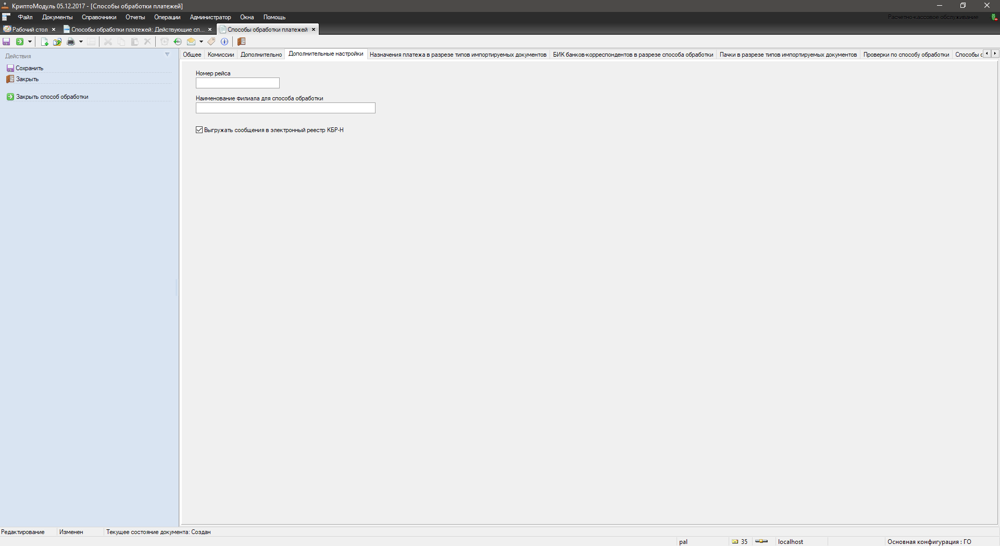 КриптоМодуль 05.12.2017 - [Способы обработки платежей]
Файл Документы Справочники Отчеты Операции Администратор Окна Помощь Расчетно-кассовое обслуживание
Рабочий стол Способы обработки платежей: Действующие сп... Способы обработки платежей
Действия
Сохранить
Закрыть
Закрыть способ обработки
Общее Комиссии Дополнительно Дополнительные настройки Назначения платежа в разрезе типов импортируемых документов БИК банков-корреспондентов в разрезе способа обработки Пачки в разрезе типов импортируемых документов Проверки по способу обработки Способы
Номер рейса
Наименование филиала для способа обработки
Выгружать сообщения в электронный реестр КБР-Н
Редактирование Изменен Текущее состояние документа: Создан
pal 35 localhost Основная конфигурация : ГО